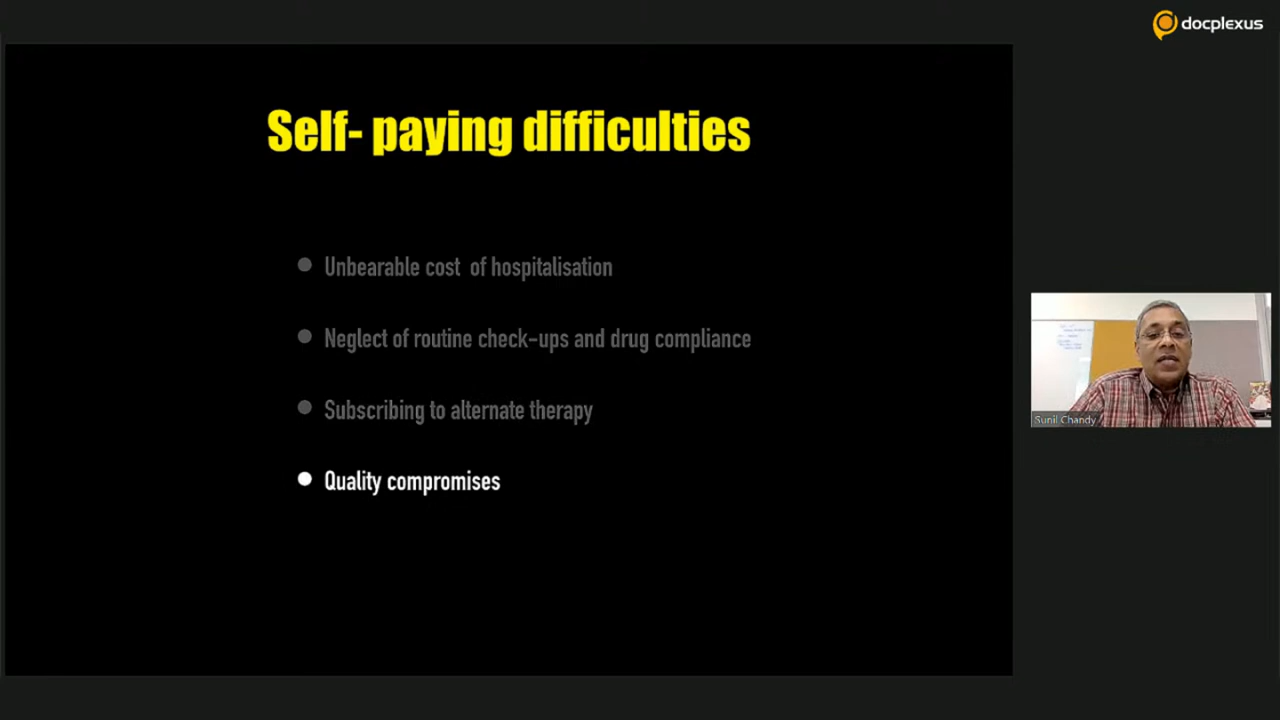 docplexus
Self- paying difficulties
Unbearable cost of hospitalisation
Neglect of routine check-ups and drug compliance
Subscribing to alternate therapy
Quality compromises
Sunil Chandy